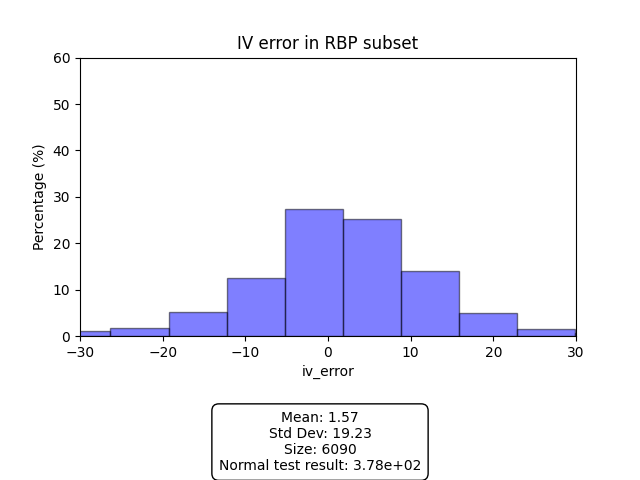 IV error in RBP subset
Percentage (%)
60
50
40
30
20
10
0
−30
−20
−10
0
10
20
30
iv_error
Mean: 1.57
Std Dev: 19.23
Size: 6090
Normal test result: 3.78e+02